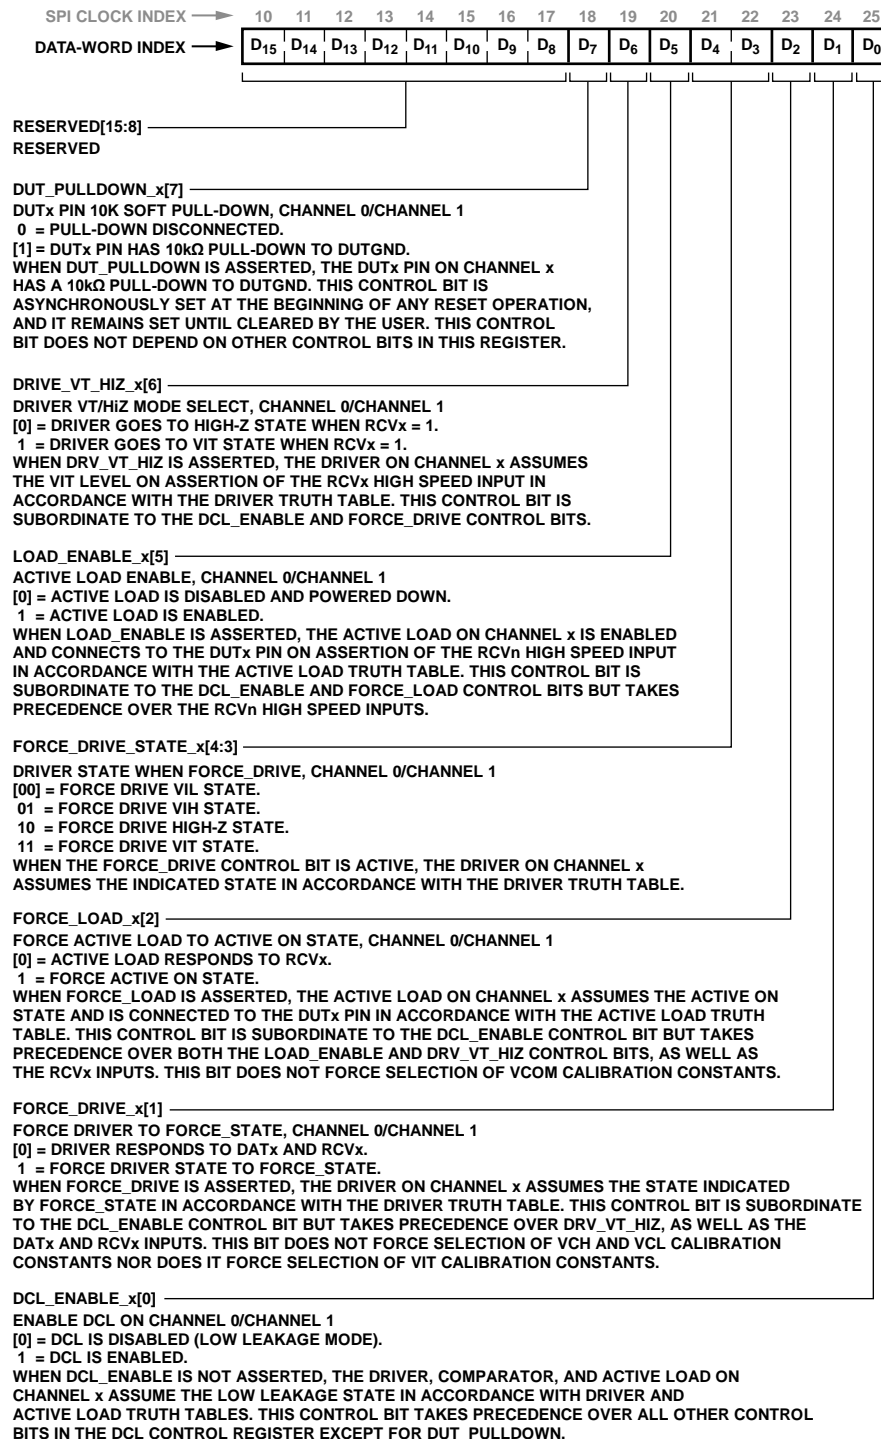 SPI CLOCK INDEX 10 11 12 13 14 15 16 17 18 19 20 21 22 23 24 25
DATA-WORD INDEX D15 D14 D13 D12 D11 D10 D9 D8 D7 D6 D5 D4 D3 D2 D1 D0
RESERVED[15:8]
RESERVED
DUT_PULLDOWN_x[7]
DUTx PIN 10K SOFT PULL-DOWN, CHANNEL 0/CHANNEL 1
0 = PULL-DOWN DISCONNECTED.
[1] = DUTx PIN HAS 10kΩ PULL-DOWN TO DUTGND.
WHEN DUT_PULLDOWN IS ASSERTED, THE DUTx PIN ON CHANNEL x
HAS A 10kΩ PULL-DOWN TO DUTGND. THIS CONTROL BIT IS
ASYNCHRONOUSLY SET AT THE BEGINNING OF ANY RESET OPERATION,
AND IT REMAINS SET UNTIL CLEARED BY THE USER. THIS CONTROL
BIT DOES NOT DEPEND ON OTHER CONTROL BITS IN THIS REGISTER.
DRIVE_VT_HIZ_x[6]
DRIVER VT/HiZ MODE SELECT, CHANNEL 0/CHANNEL 1
[0] = DRIVER GOES TO HIGH-Z STATE WHEN RCVx = 1.
1 = DRIVER GOES TO VIT STATE WHEN RCVx = 1.
WHEN DRV_VT_HIZ IS ASSERTED, THE DRIVER ON CHANNEL x ASSUMES
THE VIT LEVEL ON ASSERTION OF THE RCVx HIGH SPEED INPUT IN
ACCORDANCE WITH THE DRIVER TRUTH TABLE. THIS CONTROL BIT IS
SUBORDINATE TO THE DCL_ENABLE AND FORCE_DRIVE CONTROL BITS.
LOAD_ENABLE_x[5]
ACTIVE LOAD ENABLE, CHANNEL 0/CHANNEL 1
[0] = ACTIVE LOAD IS DISABLED AND POWERED DOWN.
1 = ACTIVE LOAD IS ENABLED.
WHEN LOAD_ENABLE IS ASSERTED, THE ACTIVE LOAD ON CHANNEL x IS ENABLED
AND CONNECTS TO THE DUTx PIN ON ASSERTION OF THE RCVn HIGH SPEED INPUT
IN ACCORDANCE WITH THE ACTIVE LOAD TRUTH TABLE. THIS CONTROL BIT IS
SUBORDINATE TO THE DCL_ENABLE AND FORCE_LOAD CONTROL BITS BUT TAKES
PRECEDENCE OVER THE RCVn HIGH SPEED INPUTS.
FORCE_DRIVE_STATE_x[4:3]
DRIVER STATE WHEN FORCE_DRIVE, CHANNEL 0/CHANNEL 1
[00] = FORCE DRIVE VIL STATE.
01 = FORCE DRIVE VIH STATE.
10 = FORCE DRIVE HIGH-Z STATE.
11 = FORCE DRIVE VIT STATE.
WHEN THE FORCE_DRIVE CONTROL BIT IS ACTIVE, THE DRIVER ON CHANNEL x
ASSUMES THE INDICATED STATE IN ACCORDANCE WITH THE DRIVER TRUTH TABLE.
FORCE_LOAD_x[2]
FORCE ACTIVE LOAD TO ACTIVE ON STATE, CHANNEL 0/CHANNEL 1
[0] = ACTIVE LOAD RESPONDS TO RCVx.
1 = FORCE ACTIVE ON STATE.
WHEN FORCE_LOAD IS ASSERTED, THE ACTIVE LOAD ON CHANNEL x ASSUMES THE ACTIVE ON
STATE AND IS CONNECTED TO THE DUTx PIN IN ACCORDANCE WITH THE ACTIVE LOAD TRUTH
TABLE. THIS CONTROL BIT IS SUBORDINATE TO THE DCL_ENABLE CONTROL BIT BUT TAKES
PRECEDENCE OVER BOTH THE LOAD_ENABLE AND DRV_VT_HIZ CONTROL BITS, AS WELL AS
THE RCVx INPUTS. THIS BIT DOES NOT FORCE SELECTION OF VCOM CALIBRATION CONSTANTS.
FORCE_DRIVE_x[1]
FORCE DRIVER TO FORCE_STATE, CHANNEL 0/CHANNEL 1
[0] = DRIVER RESPONDS TO DATx AND RCVx.
1 = FORCE DRIVER STATE TO FORCE_STATE.
WHEN FORCE_DRIVE IS ASSERTED, THE DRIVER ON CHANNEL x ASSUMES THE STATE INDICATED
BY FORCE_STATE IN ACCORDANCE WITH THE DRIVER TRUTH TABLE. THIS CONTROL BIT IS SUBORDINATE
TO THE DCL_ENABLE CONTROL BIT BUT TAKES PRECEDENCE OVER DRV_VT_HIZ, AS WELL AS THE
DATx AND RCVx INPUTS. THIS BIT DOES NOT FORCE SELECTION OF VCH AND VCL CALIBRATION
CONSTANTS NOR DOES IT FORCE SELECTION OF VIT CALIBRATION CONSTANTS.
DCL_ENABLE_x[0]
ENABLE DCL ON CHANNEL 0/CHANNEL 1
[0] = DCL IS DISABLED (LOW LEAKAGE MODE).
1 = DCL IS ENABLED.
WHEN DCL_ENABLE IS NOT ASSERTED, THE DRIVER, COMPARATOR, AND ACTIVE LOAD ON
CHANNEL x ASSUME THE LOW LEAKAGE STATE IN ACCORDANCE WITH DRIVER AND
ACTIVE LOAD TRUTH TABLES. THIS CONTROL BIT TAKES PRECEDENCE OVER ALL OTHER CONTROL
BITS IN THE DCL CONTROL REGISTER EXCEPT FOR DUT_PULLDOWN.